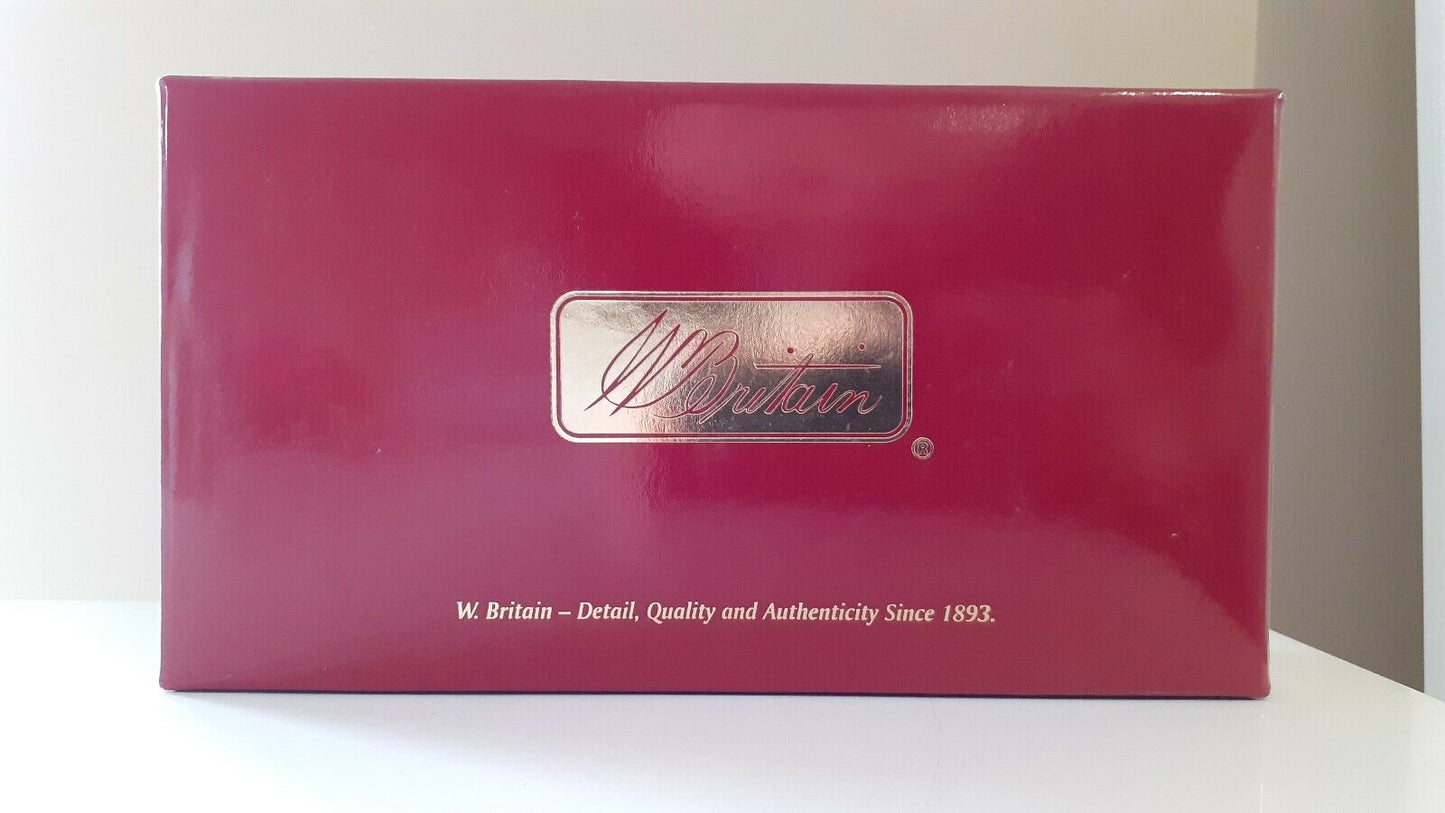 W Britain
®
W. Britain – Detail, Quality and Authenticity Since 1893.